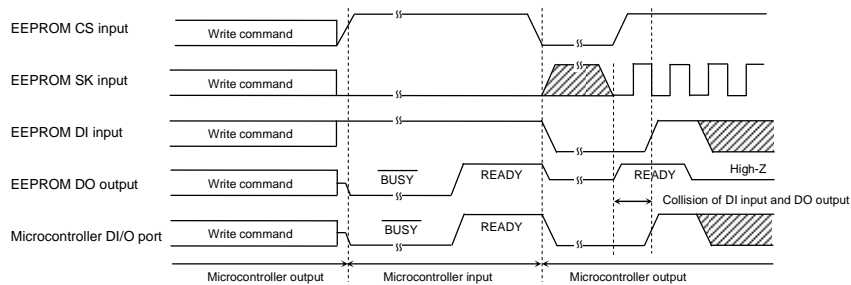 EEPROM CS input
Write command
EEPROM SK input
Write command
EEPROM DI input
Write command
EEPROM DO output
Write command
BUSY
READY
READY
High-Z
Collision of DI input and DO output
Microcontroller DI/O port
Write command
BUSY
READY
Microcontroller output
Microcontroller input
Microcontroller output